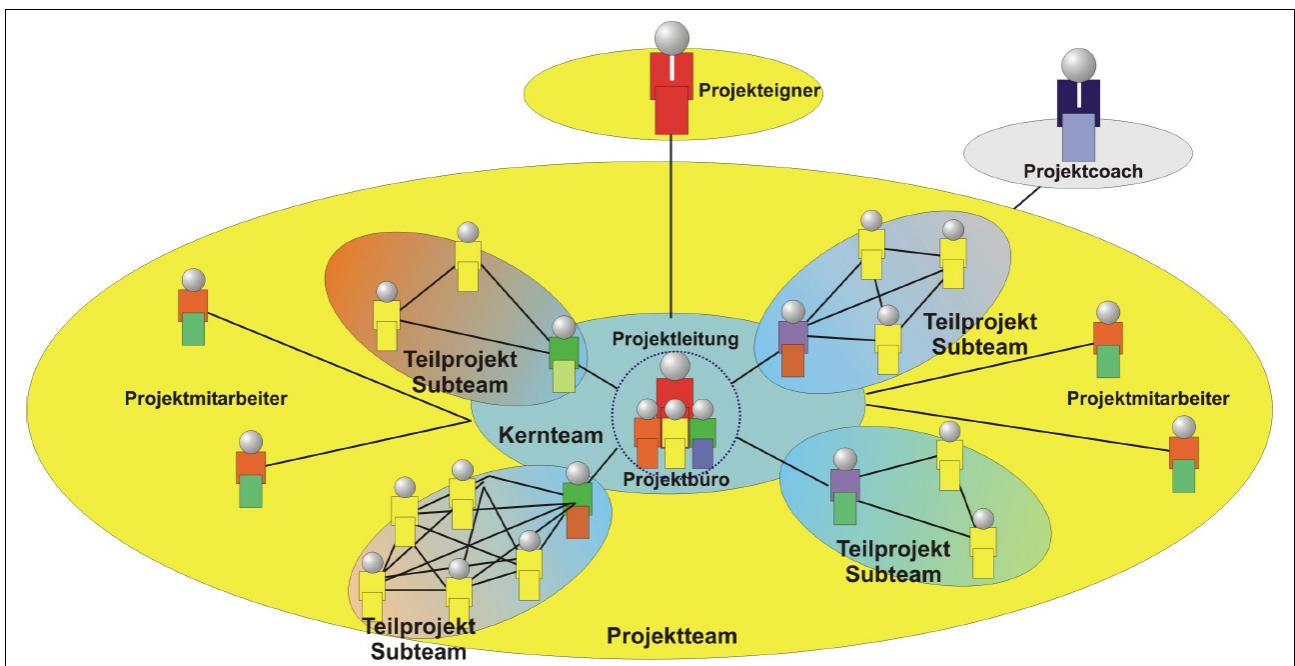 Projekteigner
Projektcoach
Projektleitung
Teilprojekt
Subteam
Teilprojekt
Subteam
Projektmitarbeiter
Projektmitarbeiter
Kernteam
Projektbüro
Teilprojekt
Subteam
Teilprojekt
Subteam
Projektteam